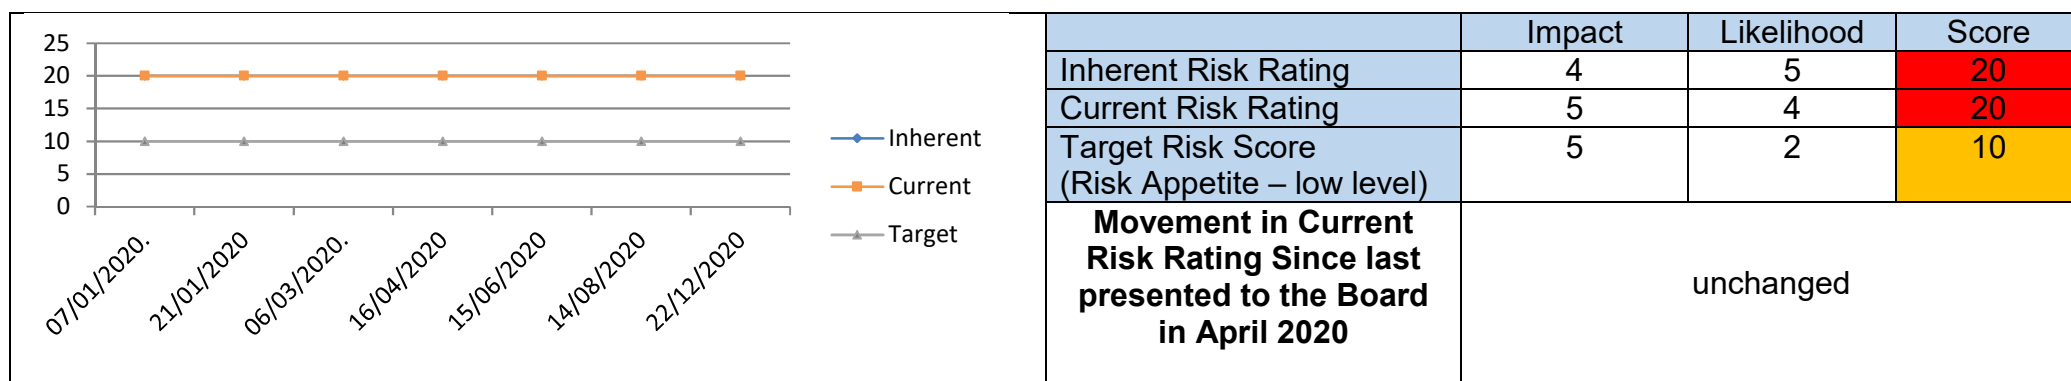 25
20
15
10
5
0
07/01/2020.
21/01/2020
06/03/2020.
16/04/2020
15/06/2020
14/08/2020
22/12/2020
Inherent
Current
Target
Impact Likelihood Score
Inherent Risk Rating 4 5 20
Current Risk Rating 5 4 20
Target Risk Score 5 2 10
(Risk Appetite – low level)
Movement in Current
Risk Rating Since last
presented to the Board
in April 2020
unchanged